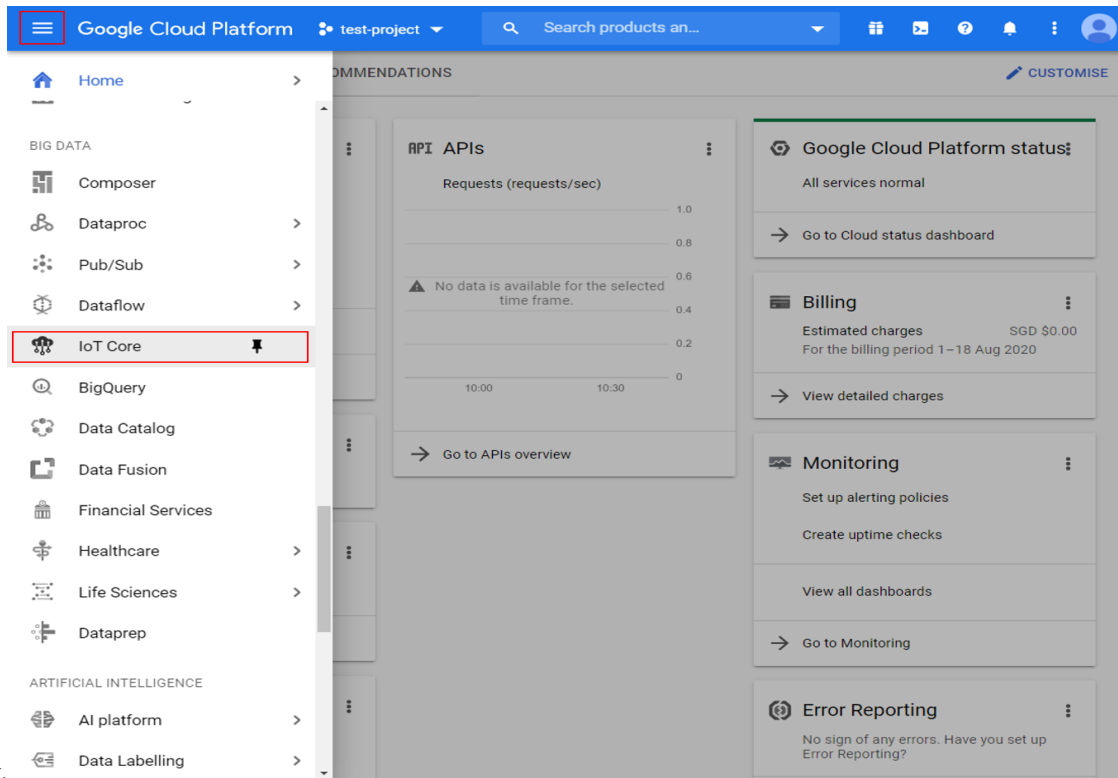 Google Cloud Platform
test-project
Search products an...
Home
OMMENDATIONS
CUSTOMISE
BIG DATA
Composer
Dataproc
Pub/Sub
Dataflow
IoT Core
BigQuery
Data Catalog
Data Fusion
Financial Services
Healthcare
Life Sciences
Dataprep
ARTIFICIAL INTELLIGENCE
AI platform
Data Labelling
API APIs
Requests (requests/sec)
1.0
0.8
0.6
0.4
0.2
0
No data is available for the selected
time frame.
10:00 10:30
Go to APIs overview
Google Cloud Platform status
All services normal
Go to Cloud status dashboard
Billing
Estimated charges SGD $0.00
For the billing period 1–18 Aug 2020
View detailed charges
Monitoring
Set up alerting policies
Create uptime checks
View all dashboards
Go to Monitoring
Error Reporting
No sign of any errors. Have you set up
Error Reporting?